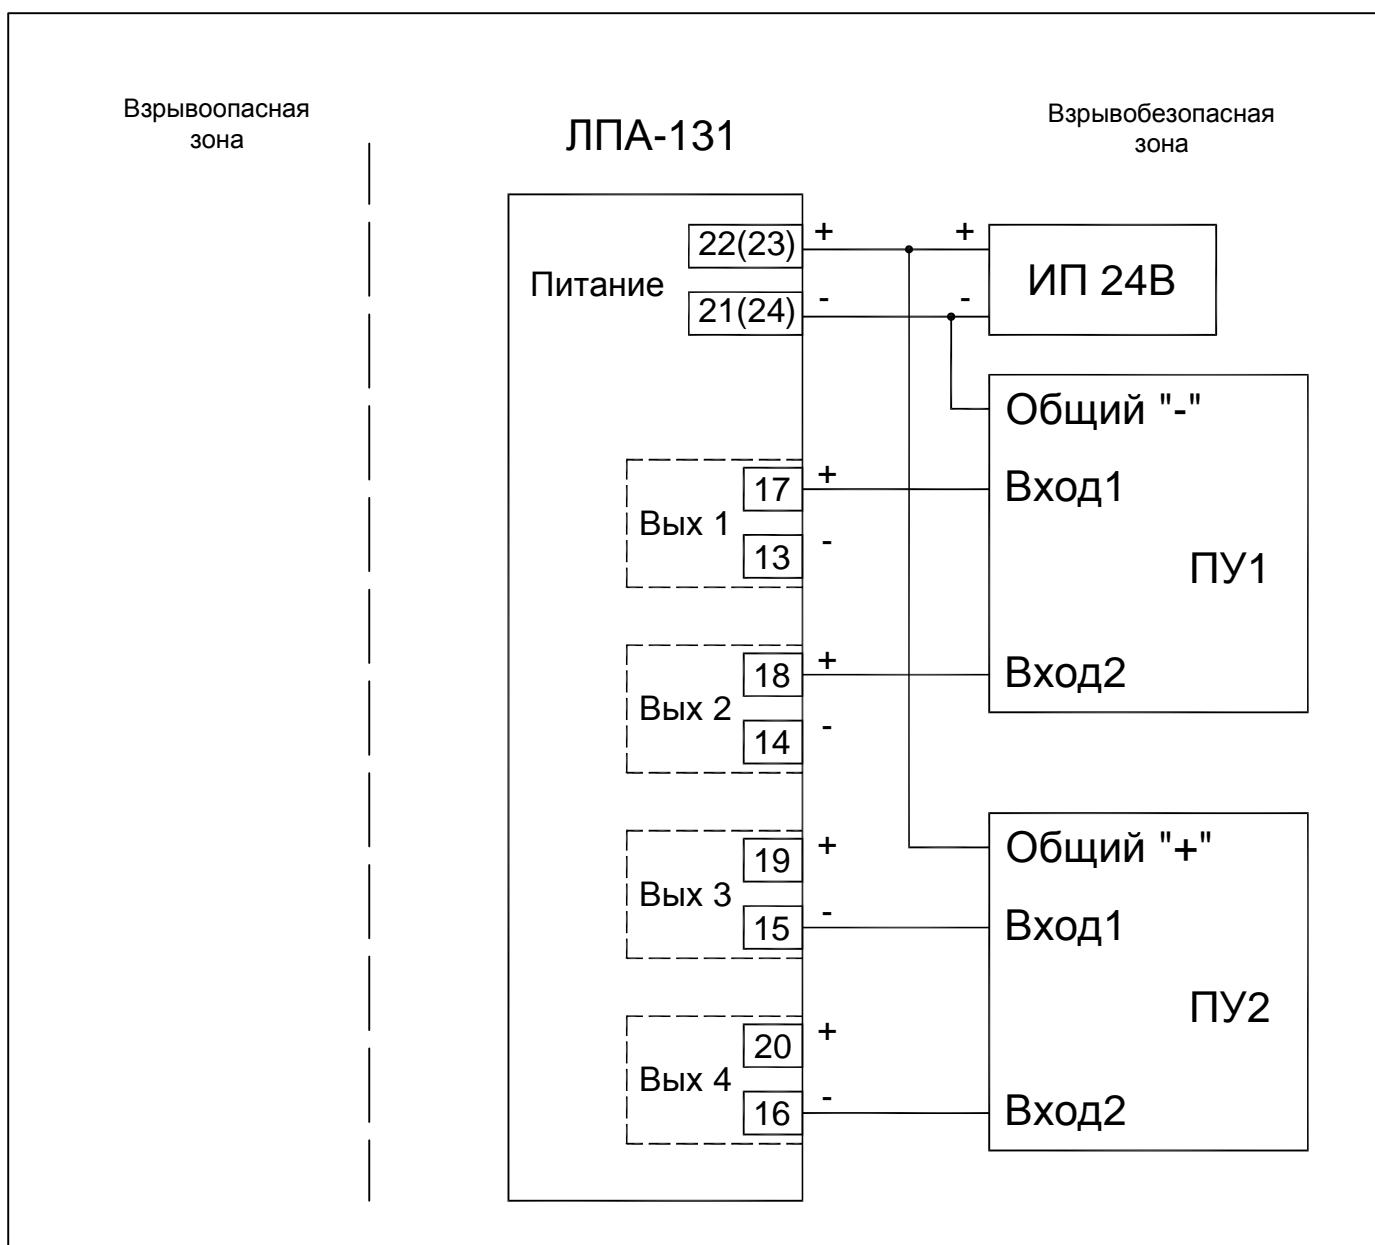 Взрывоопасная
зона
ЛПА-131
Взрывобезопасная
зона
Питание
22(23)
+
+
21(24)
-
-
ИП 24В
Общий "-"
Вых 1
17
+
Вход1
13
-
ПУ1
Вых 2
18
+
Вход2
14
-
Общий "+"
Вых 3
19
+
15
-
Вход1
ПУ2
Вых 4
20
+
16
-
Вход2